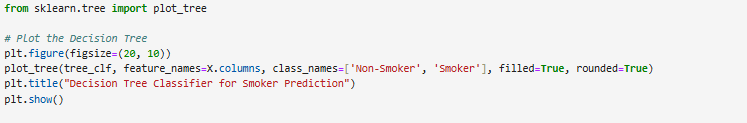 from sklearn.tree import plot_tree
# Plot the Decision Tree
plt.figure(figsize=(20, 10))
plot_tree(tree_clf, feature_names=X.columns, class_names=['Non-Smoker', 'Smoker'], filled=True, rounded=True)
plt.title("Decision Tree Classifier for Smoker Prediction")
plt.show()